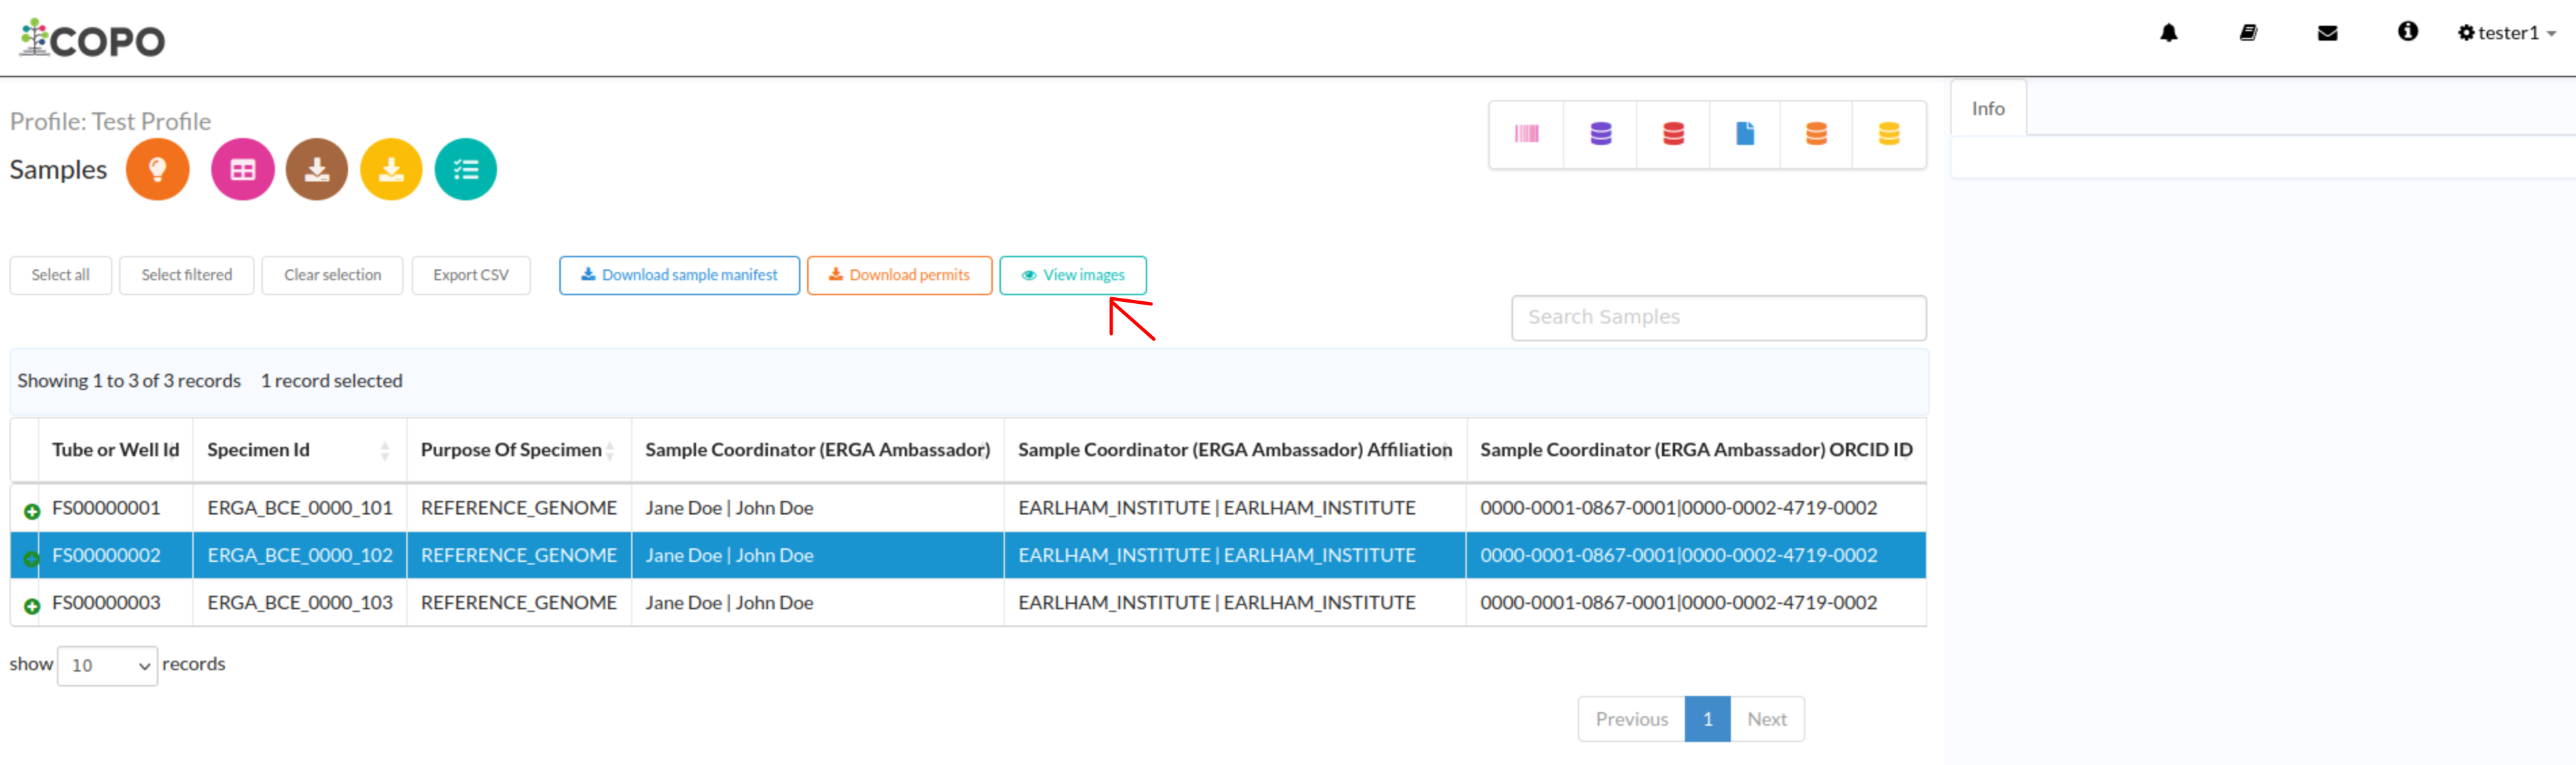 COPO
tester1
Info
Profile: Test Profile
Samples
Select all Select filtered Clear selection Export CSV Download sample manifest Download permits View images
Search Samples
Showing 1 to 3 of 3 records 1 record selected
Tube or Well Id Specimen Id Purpose Of Specimen Sample Coordinator (ERGA Ambassador) Sample Coordinator (ERGA Ambassador) Affiliation Sample Coordinator (ERGA Ambassador) ORCID ID
FS00000001 ERGA_BCE_0000_101 REFERENCE_GENOME Jane Doe | John Doe EARLHAM_INSTITUTE | EARLHAM_INSTITUTE 0000-0001-0867-0001|0000-0002-4719-0002
FS00000002 ERGA_BCE_0000_102 REFERENCE_GENOME Jane Doe | John Doe EARLHAM_INSTITUTE | EARLHAM_INSTITUTE 0000-0001-0867-0001|0000-0002-4719-0002
FS00000003 ERGA_BCE_0000_103 REFERENCE_GENOME Jane Doe | John Doe EARLHAM_INSTITUTE | EARLHAM_INSTITUTE 0000-0001-0867-0001|0000-0002-4719-0002
show 10 records
Previous 1 Next